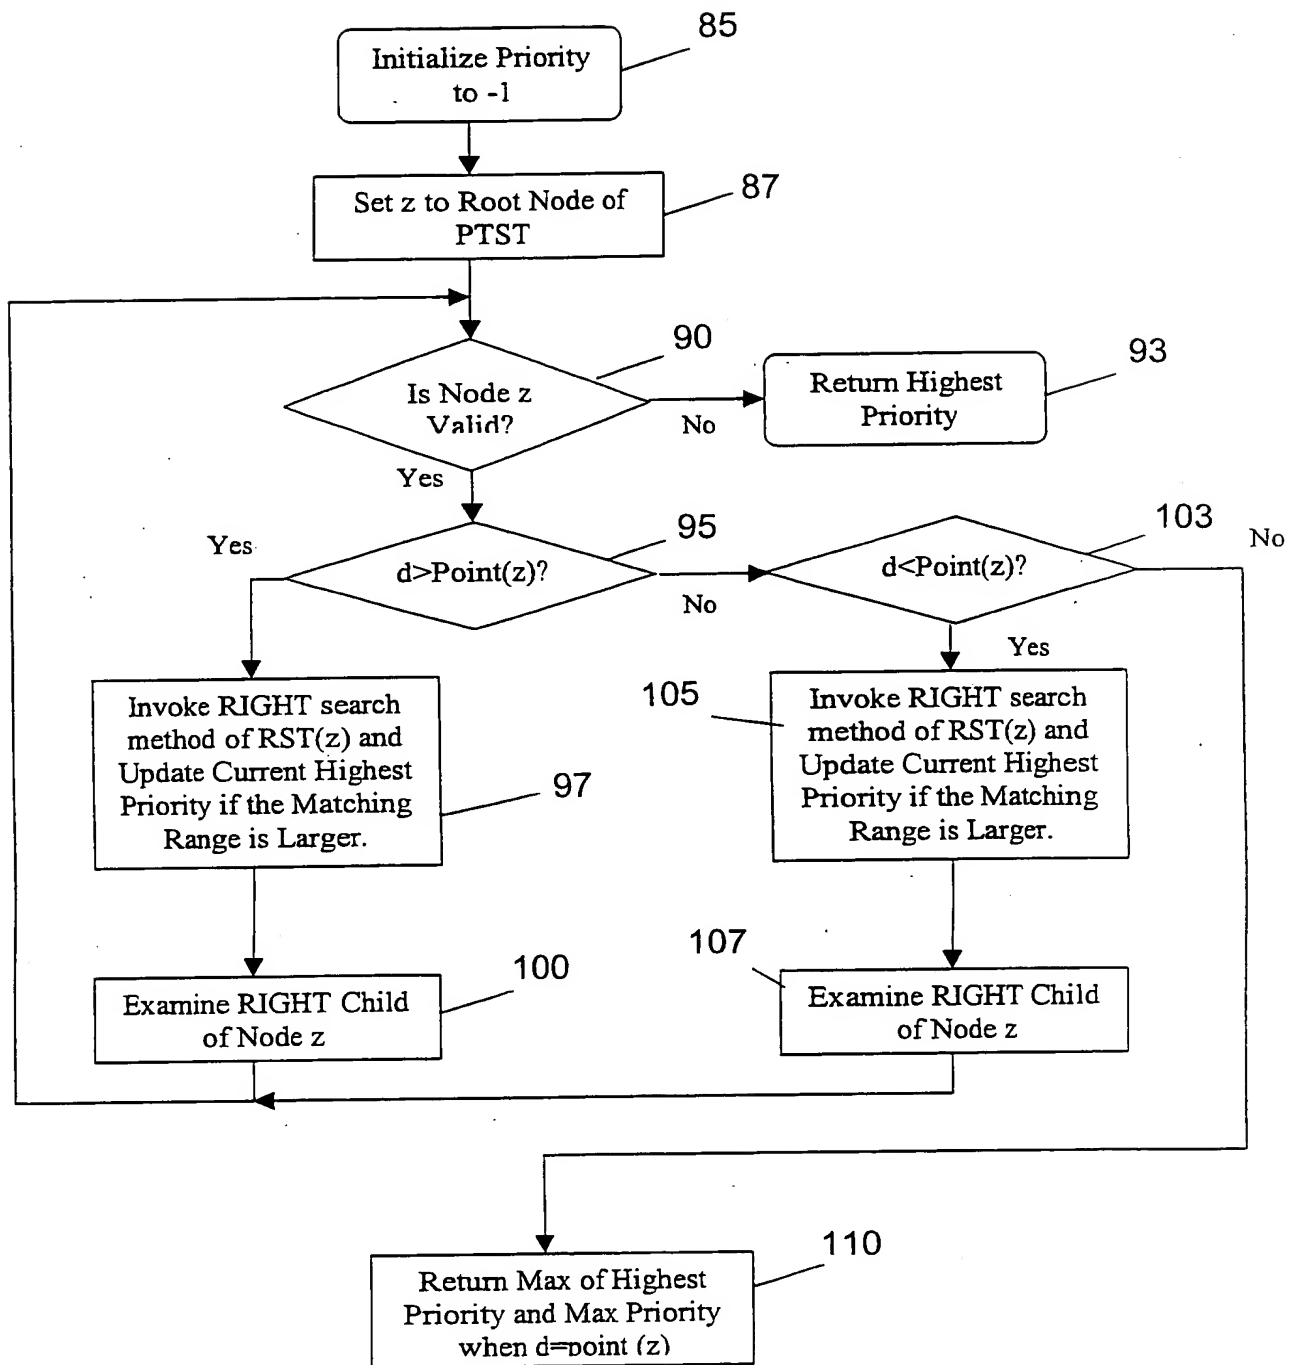 85
Initialize Priority
to -1
87
Set z to Root Node of
PTST
90
Is Node z
Valid?
93
Return Highest
Priority
No
Yes
95
d>Point(z)?
Yes
No
103
d<Point(z)?
No
Yes
Invoke RIGHT search
method of RST(z) and
Update Current Highest
Priority if the Matching
Range is Larger.
97
105
Invoke RIGHT search
method of RST(z) and
Update Current Highest
Priority if the Matching
Range is Larger.
100
Examine RIGHT Child
of Node z
107
Examine RIGHT Child
of Node z
110
Return Max of Highest
Priority and Max Priority
when d=point (z)